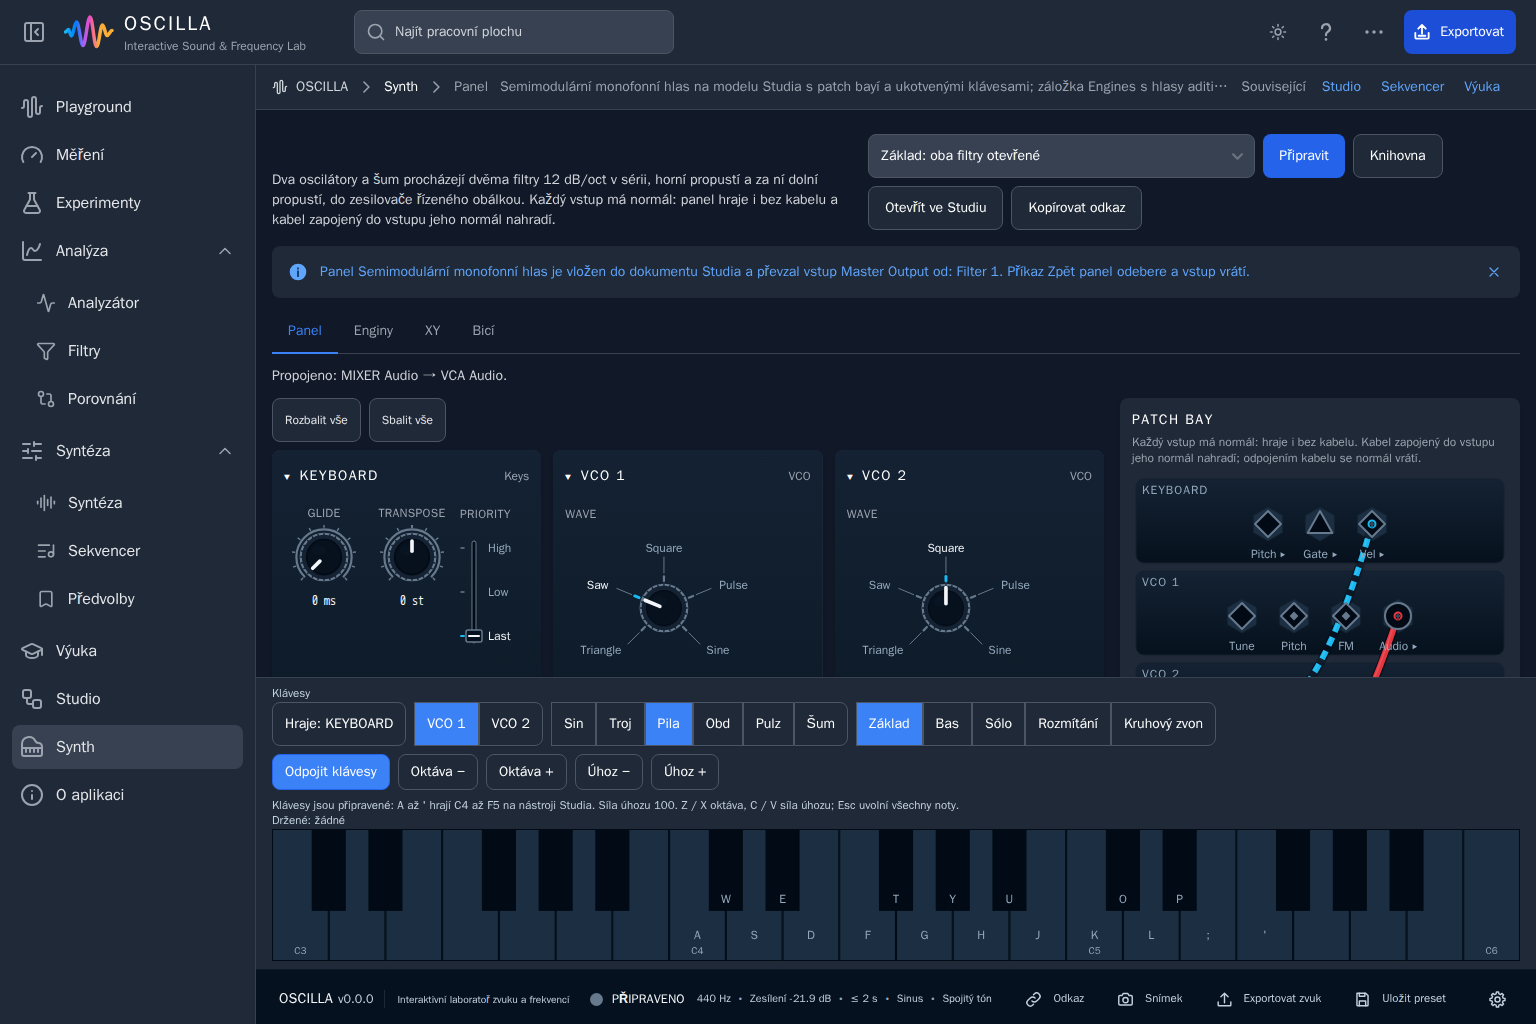 OSCILLA
Interactive Sound & Frequency Lab
Najít pracovní plochu
Exportovat
Playground
Měření
Experimenty
Analýza
Analyzátor
Filtry
Porovnání
Syntéza
Syntéza
Sekvencer
Předvolby
Výuka
Studio
Synth
O aplikaci
OSCILLA > Synth > Panel Semimodulární monofonní hlas na modelu Studia s patch bayí a ukotvenými klávesami; záložka Engines s hlasy aditi··· Související Studio Sekvencer Výuka
Dva oscilátory a šum procházejí dvěma filtry 12 dB/oct v sérii, horní propustí a za ní dolní
propustí, do zesilovače řízeného obálkou. Každý vstup má normál: panel hraje i bez kabelu a
kabel zapojený do vstupu jeho normál nahradí.
Základ: oba filtry otevřené
Připravit
Knihovna
Otevřít ve Studiu
Kopírovat odkaz
Panel Semimodulární monofonní hlas je vložen do dokumentu Studia a převzal vstup Master Output od: Filter 1. Příkaz Zpět panel odebere a vstup vrátí.
Panel Enginy XY Bicí
Propojeno: MIXER Audio → VCA Audio.
Rozbalit vše Sbalit vše
KEYBOARD Keys
GLIDE TRANSPOSE PRIORITY
High
Low
Last
0 ms 0 st
VCO 1 VCO
WAVE
Square
Saw Pulse
Triangle Sine
VCO 2 VCO
WAVE
Square
Saw Pulse
Triangle Sine
PATCH BAY
Každý vstup má normál: hraje i bez kabelu. Kabel zapojený do vstupu
jeho normál nahradí; odpojením kabelu se normál vrátí.
KEYBOARD
Pitch ▸ Gate ▸ Vel ▸
VCO 1
Tune Pitch FM Audio ▸
VCO 2
Klávesy
Hraje: KEYBOARD VCO 1 VCO 2 Sin Troj Pila Obd Pulz Šum Základ Bas Sólo Rozmítání Kruhový zvon
Odpojit klávesy Oktáva − Oktáva + Úhoz − Úhoz +
Klávesy jsou připravené: A až ' hrají C4 až F5 na nástroji Studia. Síla úhozu 100. Z / X oktáva, C / V síla úhozu; Esc uvolní všechny noty.
Držené: žádné
W E T Y U O P
A S D F G H J K L ; '
C3 C4 C5 C6
OSCILLA v0.0.0 Interaktivní laboratoř zvuku a frekvencí PŘIPRAVENO 440 Hz • Zesílení -21.9 dB • ≤ 2 s • Sinus • Spojitý tón Odkaz Snímek Exportovat zvuk Uložit preset